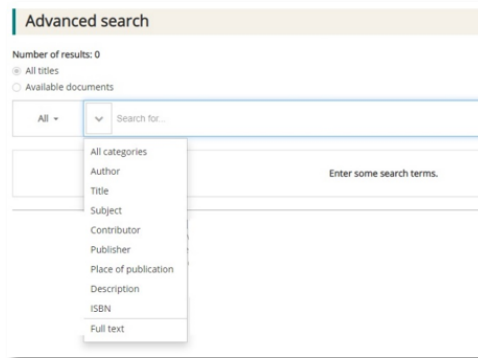 Advanced search
Number of results: 0
All titles
Available documents
All
Search for...
All categories
Author
Title
Subject
Contributor
Publisher
Place of publication
Description
ISBN
Full text
Enter some search terms.